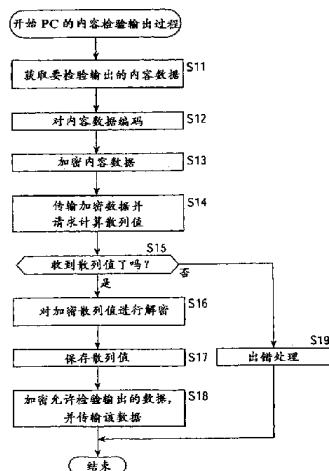 开始 PC 的内容检验输出过程
S11
获取要检验输出的内容数据
S12
对内容数据编码
S13
加密内容数据
S14
传输加密数据并
请求计算散列值
S15
收到散列值了吗?
否
是
S16
对加密散列值进行解密
S19
出错处理
S17
保存散列值
S18
加密允许检验输出的数据,
并传输该数据
结束